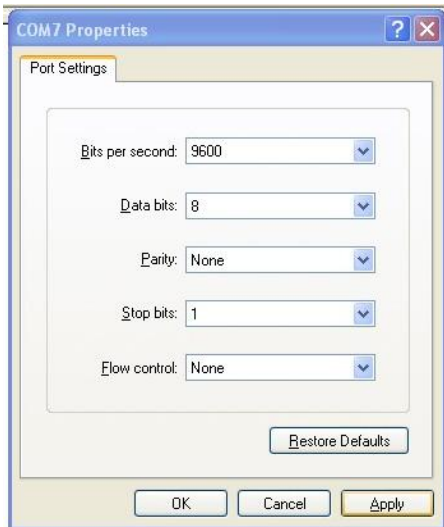 COM7 Properties
Port Settings
Bits per second: 9600
Data bits: 8
Parity: None
Stop bits: 1
Flow control: None
Restore Defaults
OK Cancel Apply